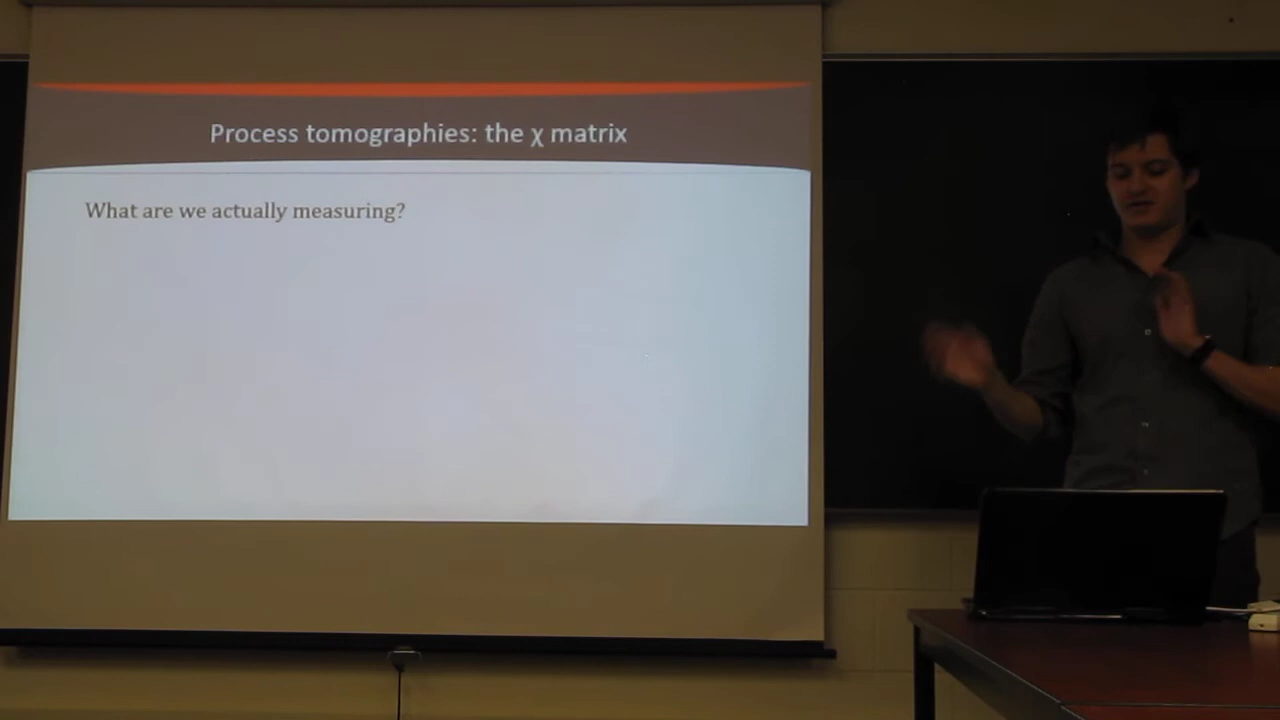 Process tomographies: the χ matrix
What are we actually measuring?